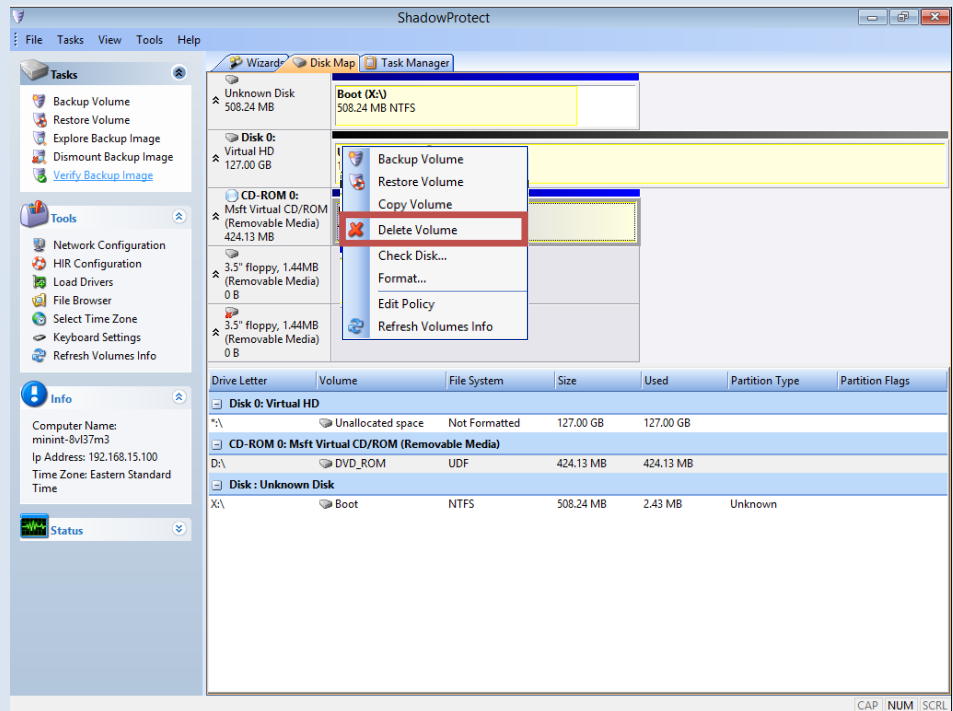 ShadowProtect
File Tasks View Tools Help
Tasks
Backup Volume
Restore Volume
Explore Backup Image
Dismount Backup Image
Verify Backup Image
Tools
Network Configuration
HIR Configuration
Load Drivers
File Browser
Select Time Zone
Keyboard Settings
Refresh Volumes Info
Info
Computer Name:
minint-8vl37m3
Ip Address: 192.168.15.100
Time Zone: Eastern Standard
Time
Status
Wizards Disk Map Task Manager
Unknown Disk
508.24 MB
Boot (X:\)
508.24 MB NTFS
Disk 0:
Virtual HD
127.00 GB
CD-ROM 0:
Msft Virtual CD/ROM
(Removable Media)
424.13 MB
3.5" floppy, 1.44MB
(Removable Media)
0 B
3.5" floppy, 1.44MB
(Removable Media)
0 B
Backup Volume
Restore Volume
Copy Volume
Delete Volume
Check Disk...
Format...
Edit Policy
Refresh Volumes Info
Drive Letter Volume File System Size Used Partition Type Partition Flags
Disk 0: Virtual HD
*:\ Unallocated space Not Formatted 127.00 GB 127.00 GB
CD-ROM 0: Msft Virtual CD/ROM (Removable Media)
D:\ DVD_ROM UDF 424.13 MB 424.13 MB
Disk : Unknown Disk
X:\ Boot NTFS 508.24 MB 2.43 MB Unknown
CAP NUM SCRL